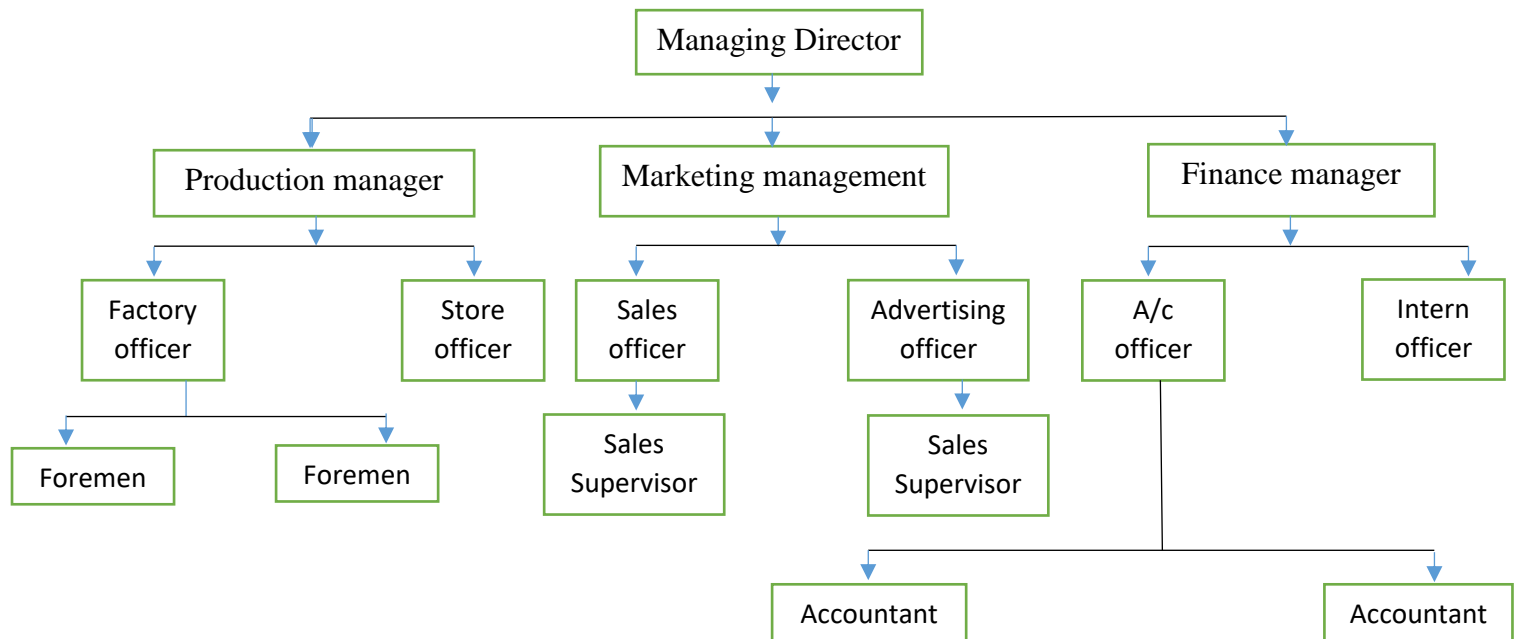 Managing Director
Production manager
Marketing management
Finance manager
Factory
officer
Store
officer
Sales
officer
Advertising
officer
A/c
officer
Intern
officer
Foremen
Foremen
Sales
Supervisor
Sales
Supervisor
Accountant
Accountant